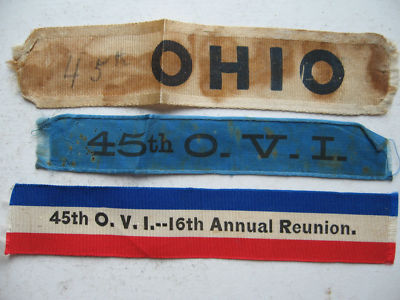 45th OHIO
45th O. V. I.
45th O. V. I.--16th Annual Reunion.